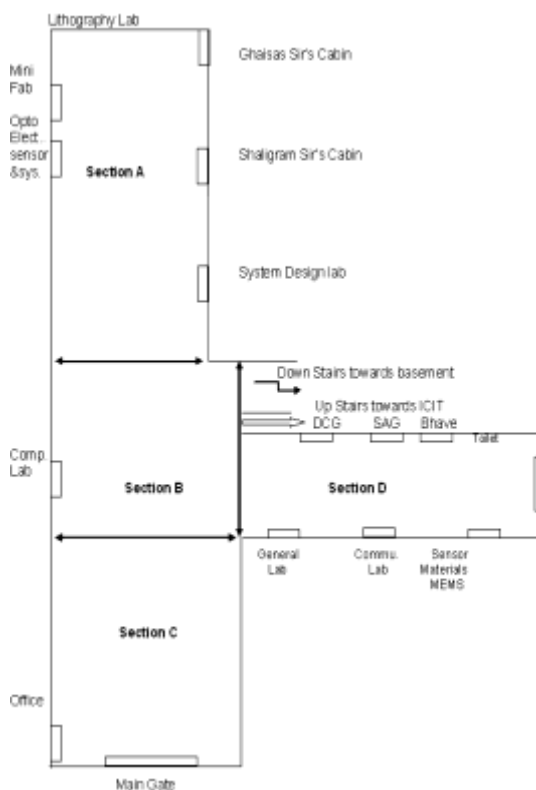 Lithography Lab
Ghaisas Sir's Cabin
Mini
Fab
Opto
Elect.
sensor
&sys.
Section A
Shaligram Sir's Cabin
System Design lab
Down Stairs towards basement
Up Stairs towards ICIT
DCG SAG Bhave Toilet
Comp.
Lab
Section B
Section D
General
Lab
Commu.
Lab
Sensor
Materials
MEMS
Section C
Office
Main Gate